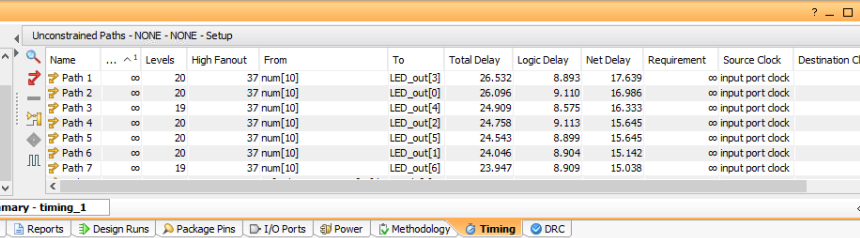 ?
Unconstrained Paths - NONE - NONE - Setup
Name ... 1 Levels High Fanout From To Total Delay Logic Delay Net Delay Requirement Source Clock Destination Cl
Path 1 ∞ 20 37 num[10] LED_out[3] 26.532 8.893 17.639 ∞ input port clock
Path 2 ∞ 20 37 num[10] LED_out[0] 26.096 9.110 16.986 ∞ input port clock
Path 3 ∞ 19 37 num[10] LED_out[4] 24.909 8.575 16.333 ∞ input port clock
Path 4 ∞ 20 37 num[10] LED_out[2] 24.758 9.113 15.645 ∞ input port clock
Path 5 ∞ 20 37 num[10] LED_out[5] 24.543 8.899 15.645 ∞ input port clock
Path 6 ∞ 20 37 num[10] LED_out[1] 24.046 8.904 15.142 ∞ input port clock
Path 7 ∞ 19 37 num[10] LED_out[6] 23.947 8.909 15.038 ∞ input port clock
mmary - timing_1
Reports Design Runs Package Pins I/O Ports Power Methodology Timing DRC